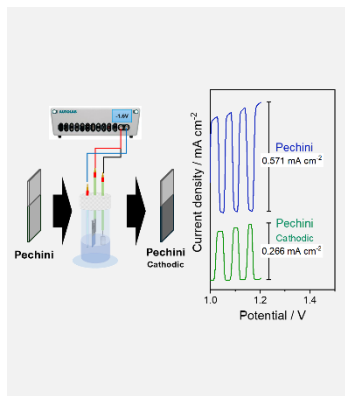 AUTOLAB
-1.6V
Pechini
Pechini
Cathodic
Current density / mA cm-2
Pechini
0.571 mA cm-2
Pechini
Cathodic
0.266 mA cm-2
1.0
1.2
1.4
Potential / V